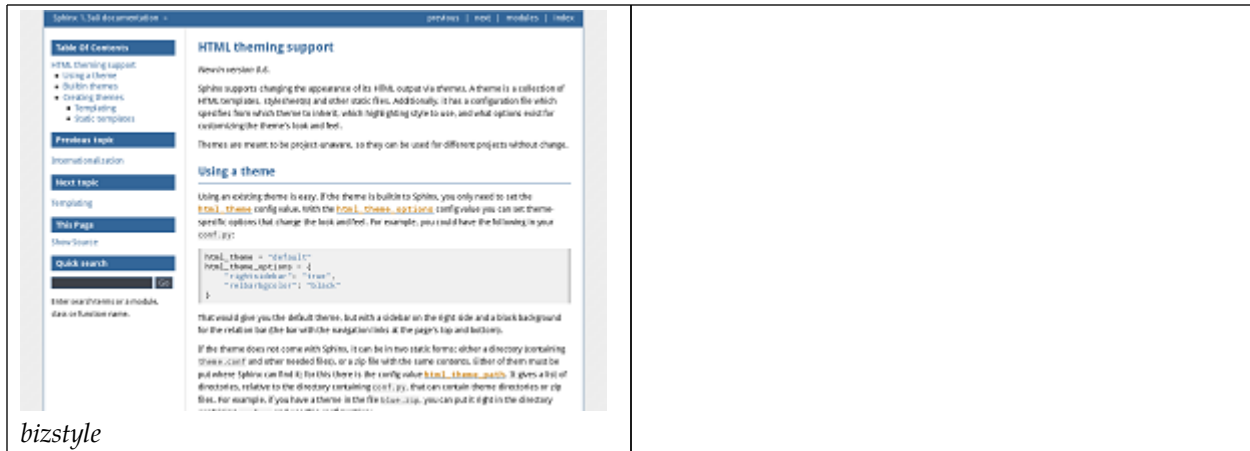 Sphinx 1.3a0 documentation »
previous | next | modules | index
Table Of Contents
HTML theming support
Using a theme
Builtin themes
Creating themes
Templating
Static templates
Previous topic
Internationalization
Next topic
Templating
This Page
Show Source
Quick search
Go
Enter search terms or a module,
class or function name.
HTML theming support
New in version 0.6.
Sphinx supports changing the appearance of its HTML output via themes. A theme is a collection of
HTML templates, stylesheet(s) and other static files. Additionally, it has a configuration file which
specifies from which theme to inherit, which highlighting style to use, and what options exist for
customizing the theme's look and feel.
Themes are meant to be project-unaware, so they can be used for different projects without change.
Using a theme
Using an existing theme is easy. If the theme is builtin to Sphinx, you only need to set the
html_theme config value. With the html_theme_options config value you can set theme-
specific options that change the look and feel. For example, you could have the following in your
conf.py:
html_theme = "default"
html_theme_options = {
"rightsidebar": "true",
"relbarbgcolor": "black"
}
That would give you the default theme, but with a sidebar on the right side and a black background
for the relation bar (the bar with the navigation links at the page's top and bottom).
If the theme does not come with Sphinx, it can be in two static forms: either a directory (containing
theme.conf and other needed files), or a zip file with the same contents. Either of them must be
put where Sphinx can find it; for this there is the config value html_theme_path. It gives a list of
directories, relative to the directory containing conf.py, that can contain theme directories or zip
files. For example, if you have a theme in the file blue.zip, you can put it right in the directory
bizstyle